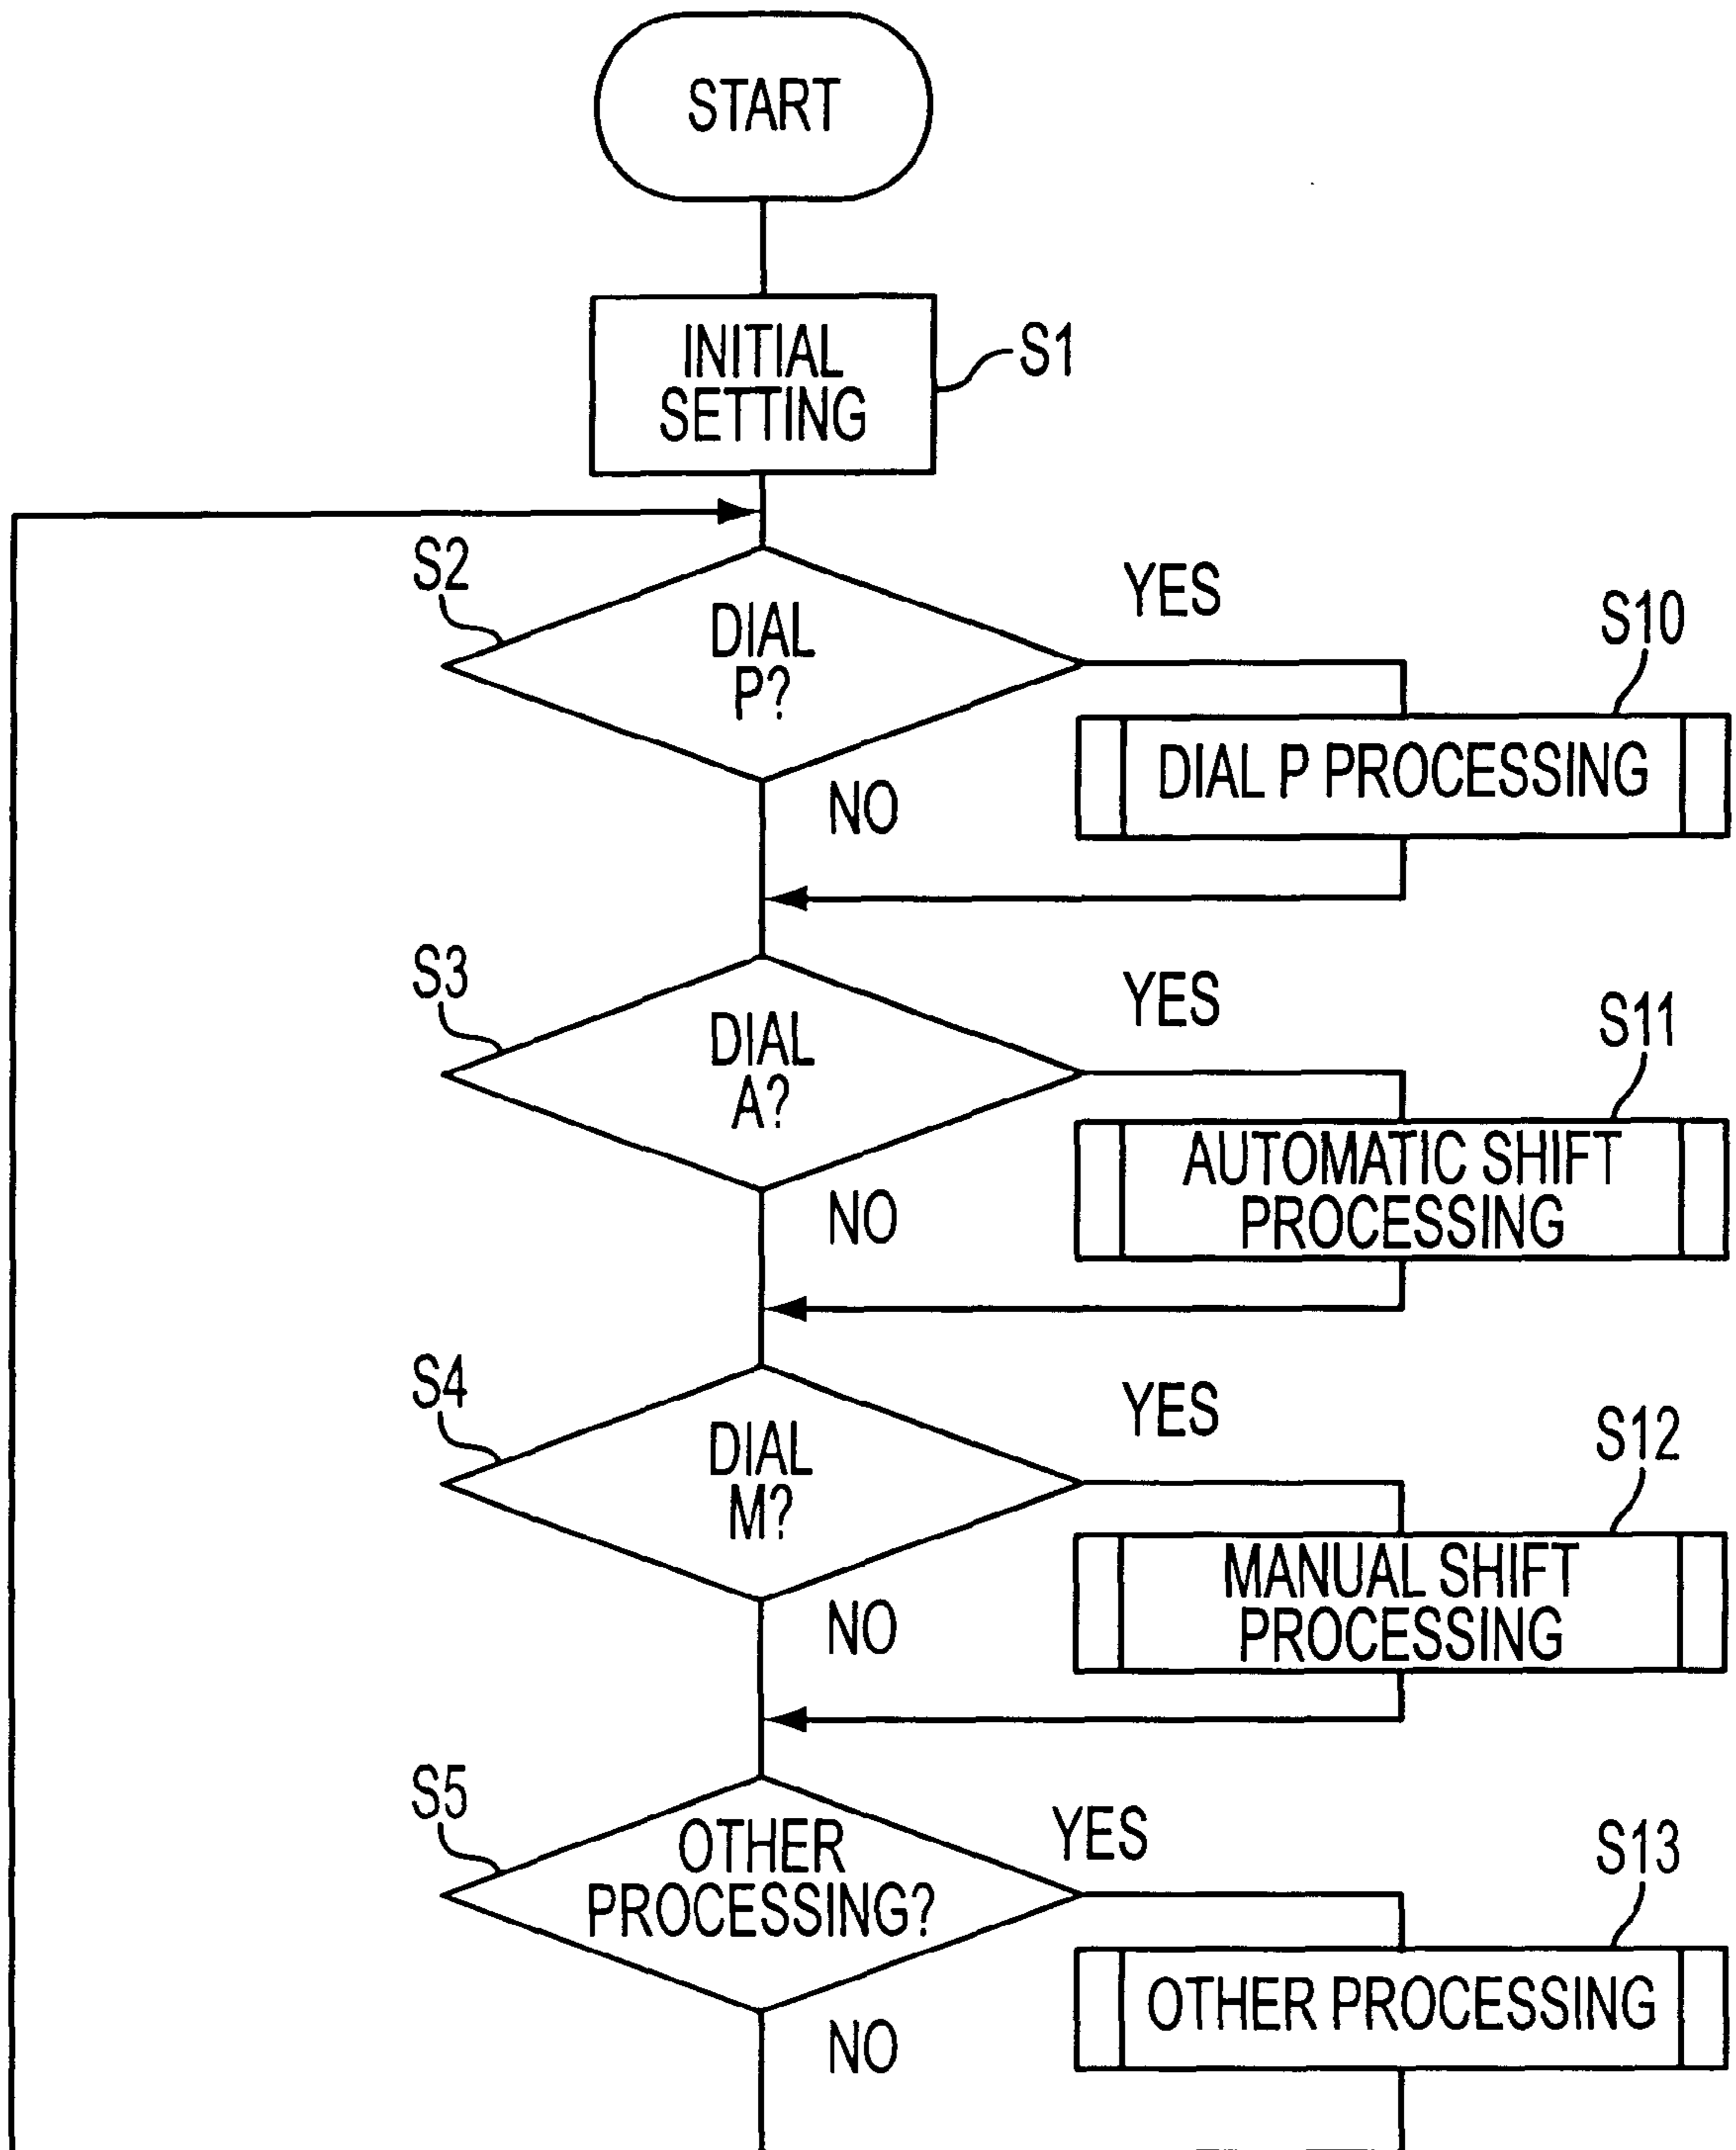 START
INITIAL
SETTING
S1
S2
DIAL
P?
YES
NO
S10
DIAL P PROCESSING
S3
DIAL
A?
YES
NO
S11
AUTOMATIC SHIFT
PROCESSING
S4
DIAL
M?
YES
NO
S12
MANUAL SHIFT
PROCESSING
S5
OTHER
PROCESSING?
YES
NO
S13
OTHER PROCESSING